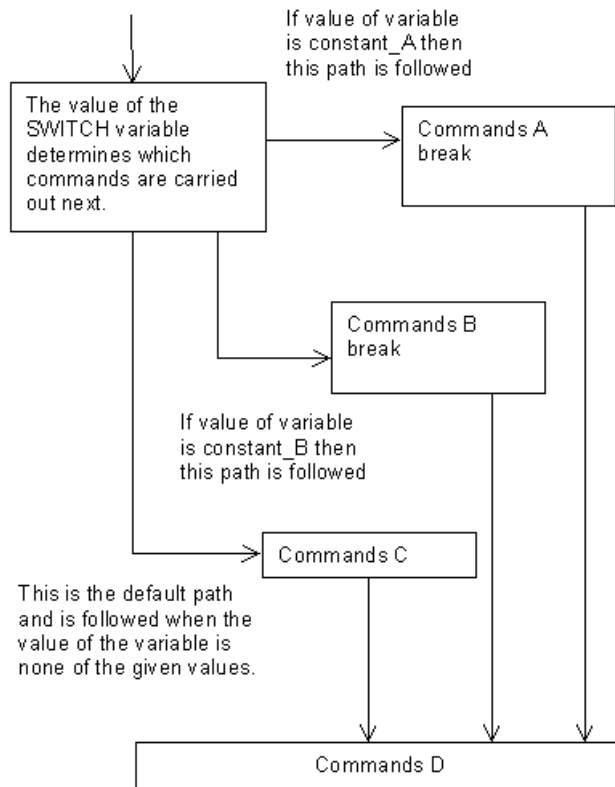 If value of variable
is constant_A then
this path is followed
The value of the
SWITCH variable
determines which
commands are carried
out next.
Commands A
break
Commands B
break
If value of variable
is constant_B then
this path is followed
Commands C
This is the default path
and is followed when the
value of the variable is
none of the given values.
Commands D